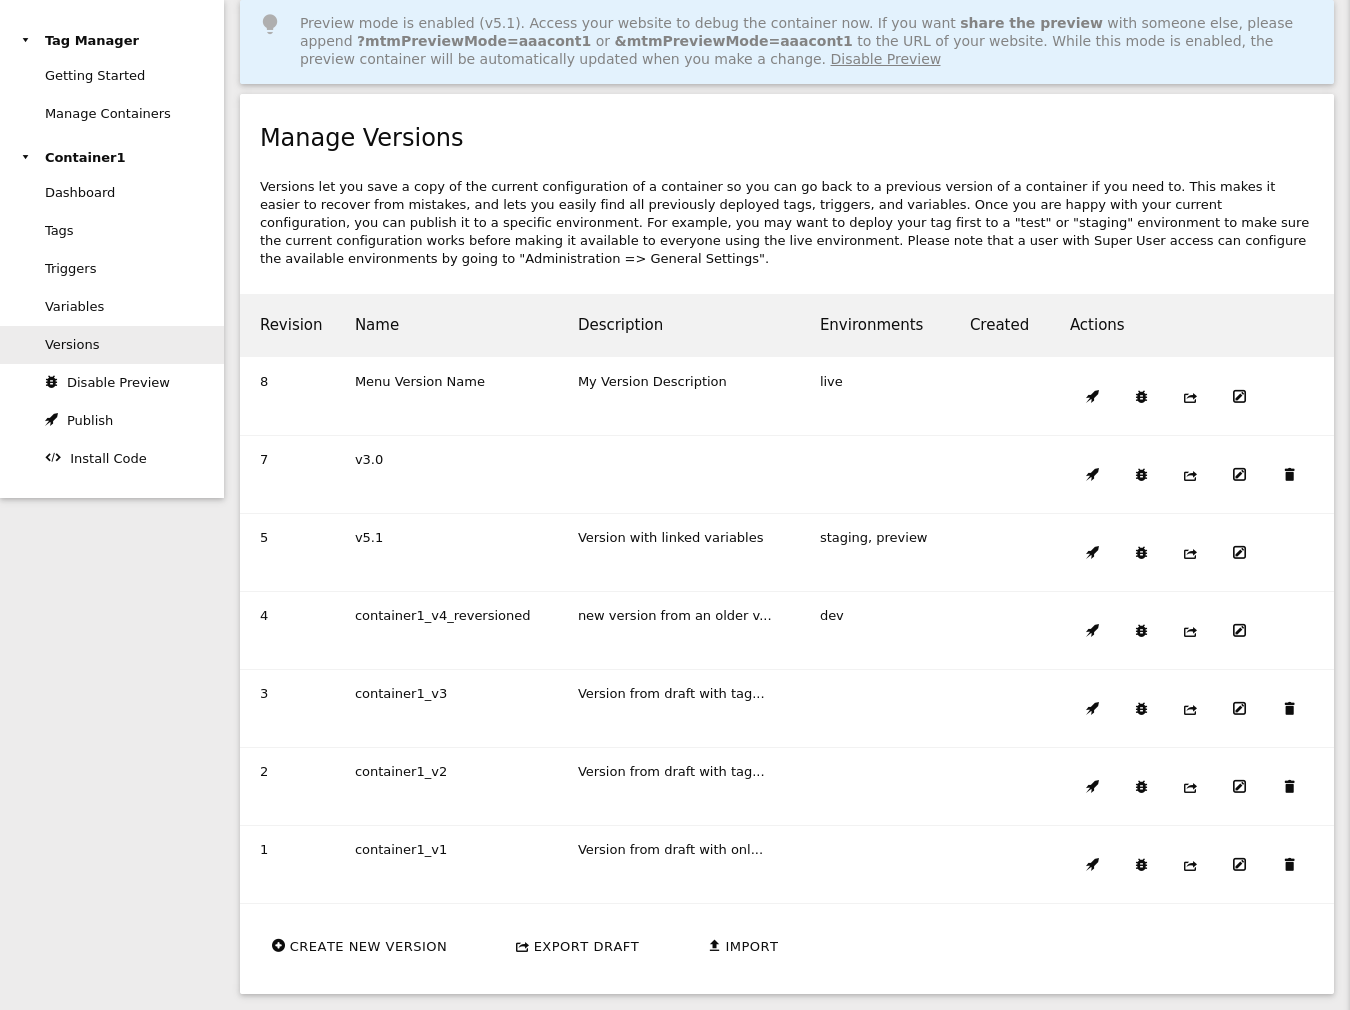 Tag Manager
Getting Started
Manage Containers
Container1
Dashboard
Tags
Triggers
Variables
Versions
Disable Preview
Publish
Install Code
Preview mode is enabled (v5.1). Access your website to debug the container now. If you want share the preview with someone else, please
append ?mtmPreviewMode=aaacont1 or &mtmPreviewMode=aaacont1 to the URL of your website. While this mode is enabled, the
preview container will be automatically updated when you make a change. Disable Preview
Manage Versions
Versions let you save a copy of the current configuration of a container so you can go back to a previous version of a container if you need to. This makes it
easier to recover from mistakes, and lets you easily find all previously deployed tags, triggers, and variables. Once you are happy with your current
configuration, you can publish it to a specific environment. For example, you may want to deploy your tag first to a "test" or "staging" environment to make sure
the current configuration works before making it available to everyone using the live environment. Please note that a user with Super User access can configure
the available environments by going to "Administration => General Settings".
Revision Name Description Environments Created Actions
8 Menu Version Name My Version Description live
7 v3.0
5 v5.1 Version with linked variables staging, preview
4 container1_v4_reversioned new version from an older v... dev
3 container1_v3 Version from draft with tag...
2 container1_v2 Version from draft with tag...
1 container1_v1 Version from draft with onl...
CREATE NEW VERSION EXPORT DRAFT IMPORT